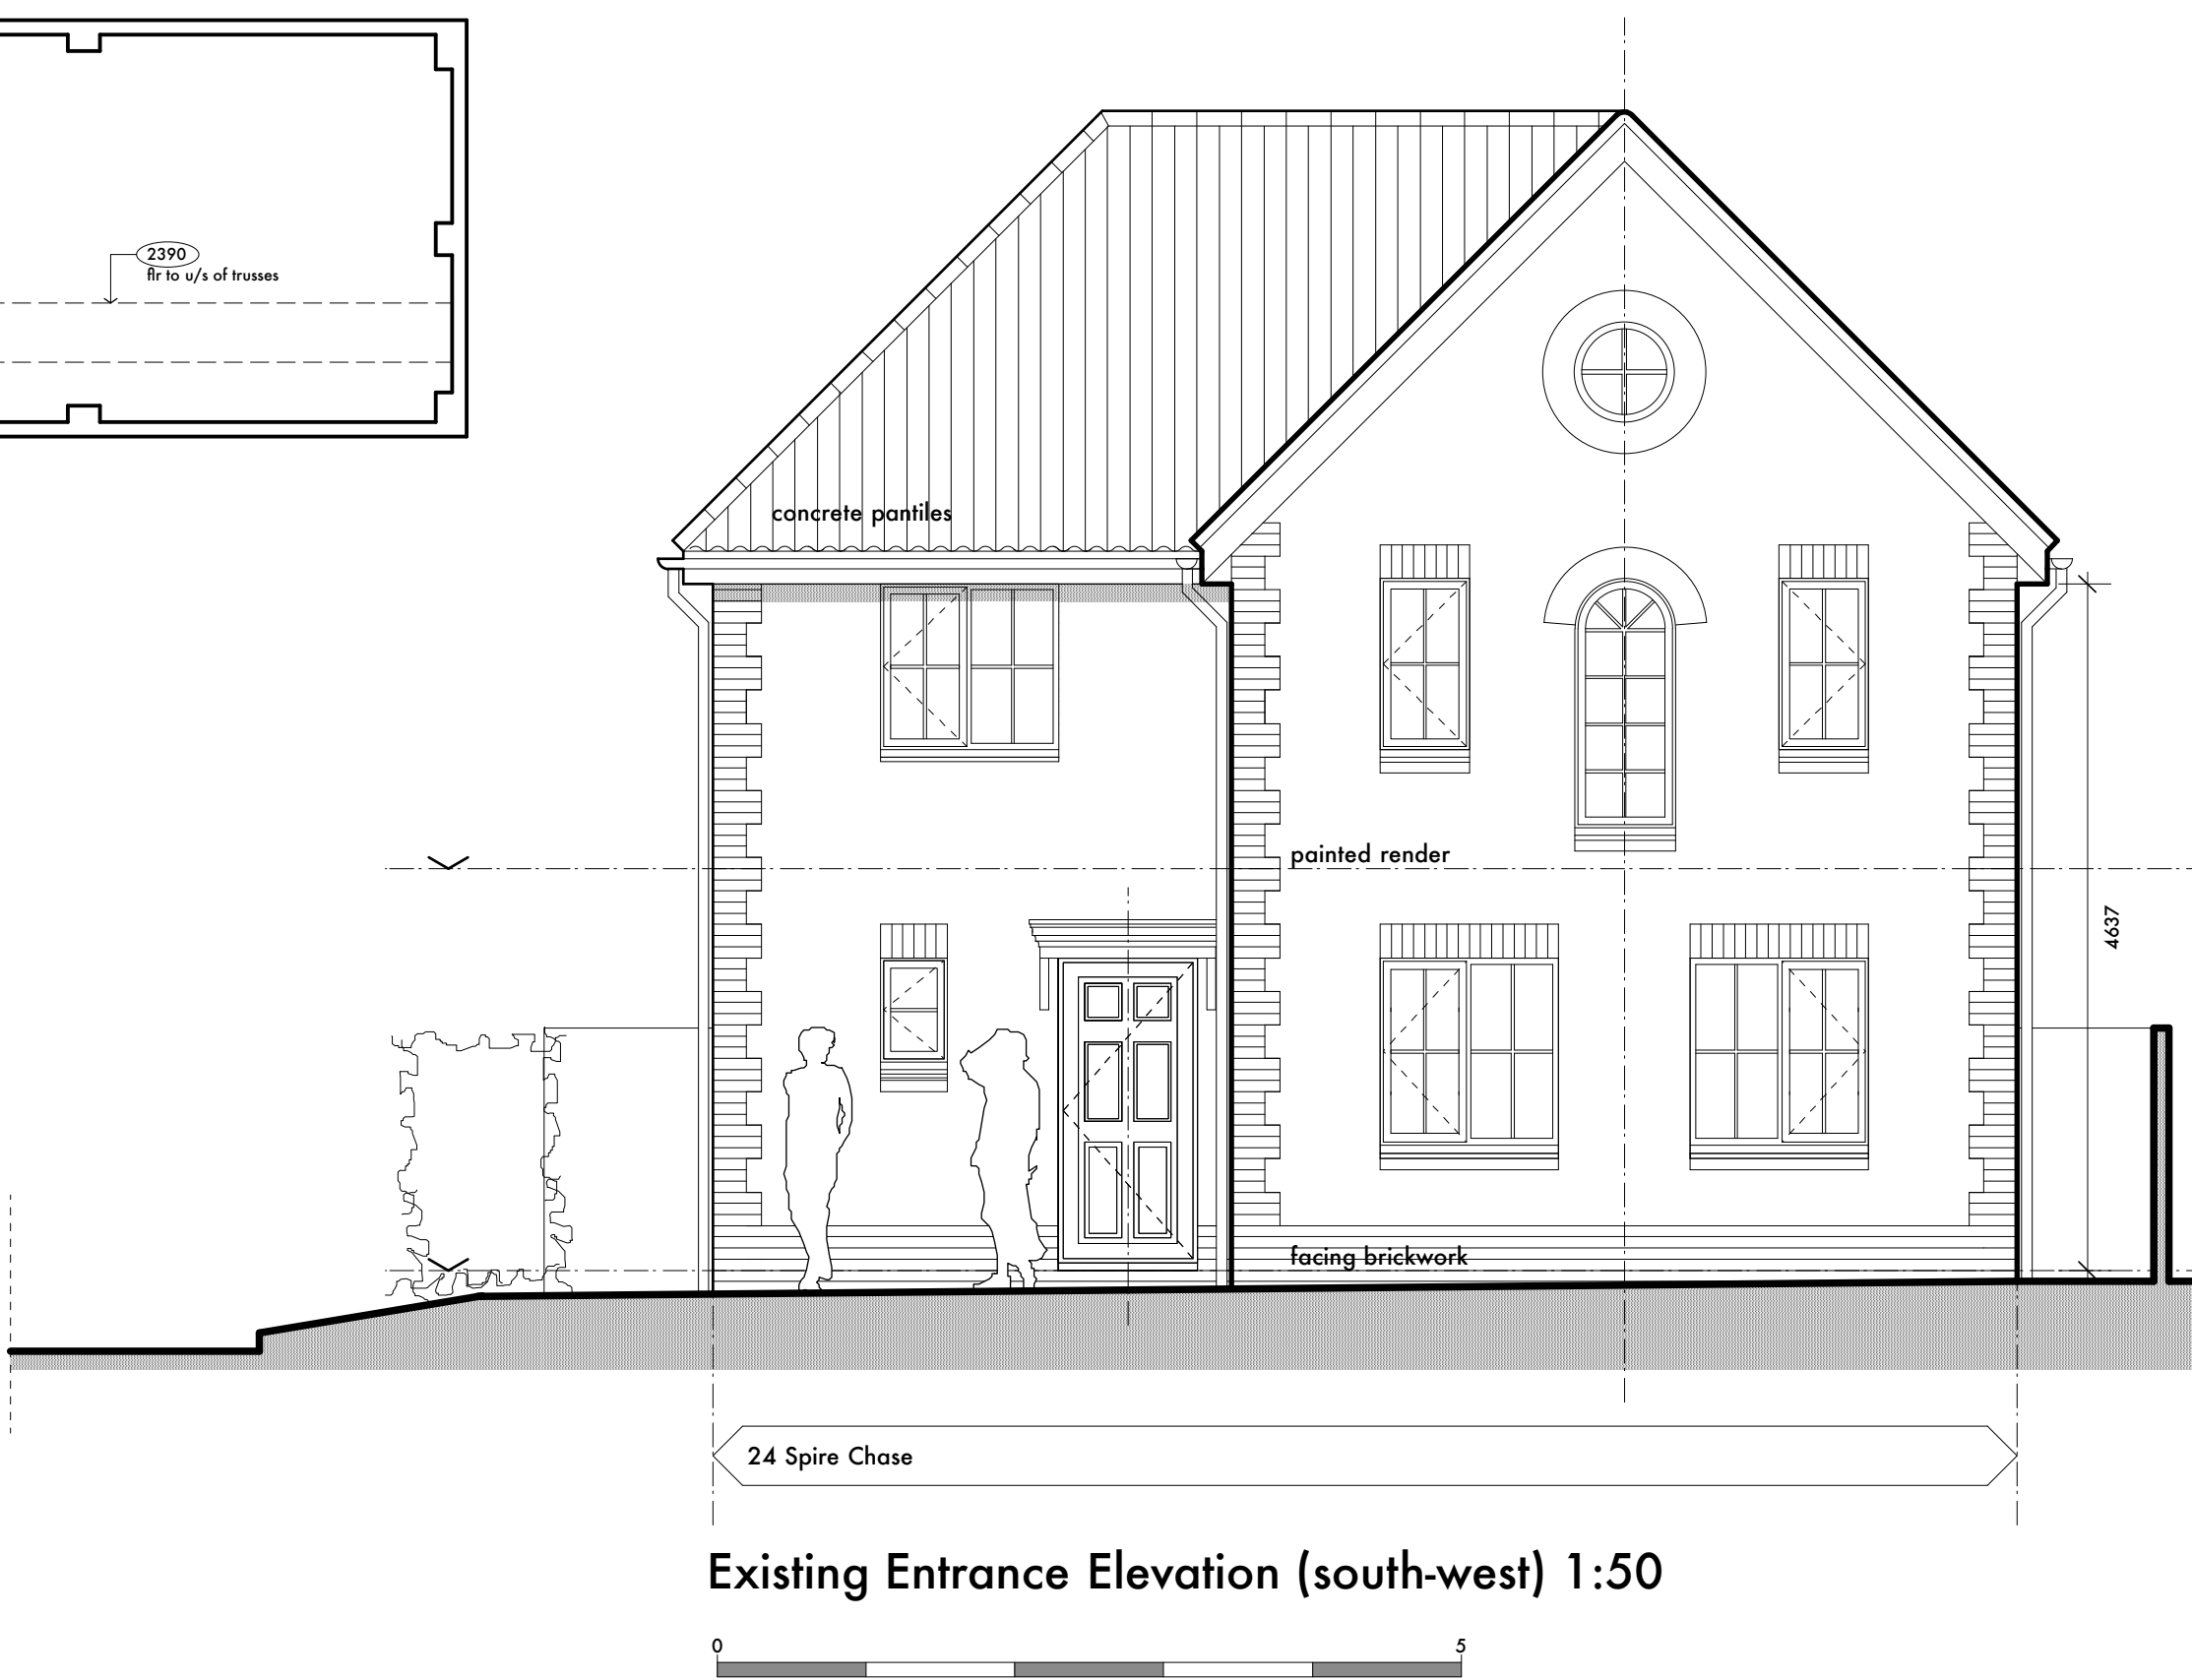 2390
flr to u/s of trusses
concrete pantiles
painted render
4637
facing brickwork
24 Spire Chase
Existing Entrance Elevation (south-west) 1:50
0 5